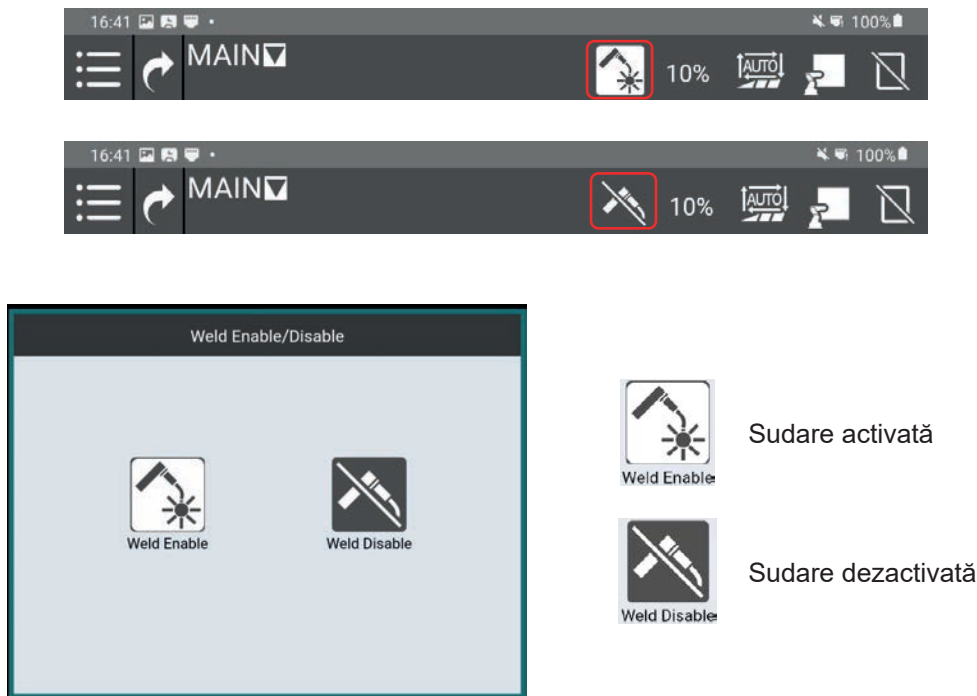 16:41 100%
MAIN
10% AUTO
16:41 100%
MAIN
10% AUTO
Weld Enable/Disable
Weld Enable
Weld Disable
Weld Enable
Sudare activată
Weld Disable
Sudare dezactivată